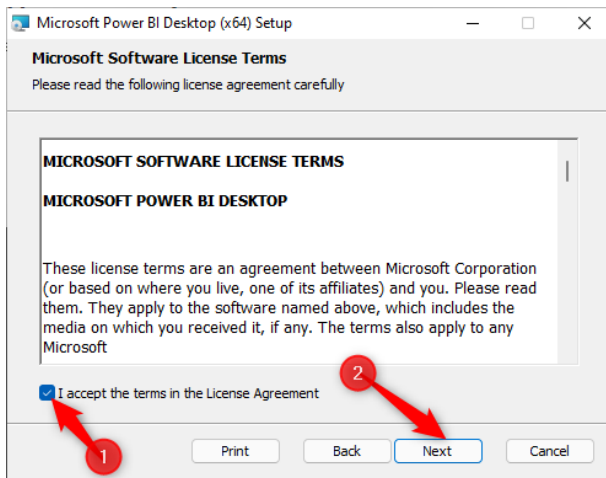 Microsoft Power BI Desktop (x64) Setup
Microsoft Software License Terms
Please read the following license agreement carefully
MICROSOFT SOFTWARE LICENSE TERMS
MICROSOFT POWER BI DESKTOP
These license terms are an agreement between Microsoft Corporation
(or based on where you live, one of its affiliates) and you. Please read
them. They apply to the software named above, which includes the
media on which you received it, if any. The terms also apply to any
Microsoft
2
I accept the terms in the License Agreement
1
Print Back Next Cancel